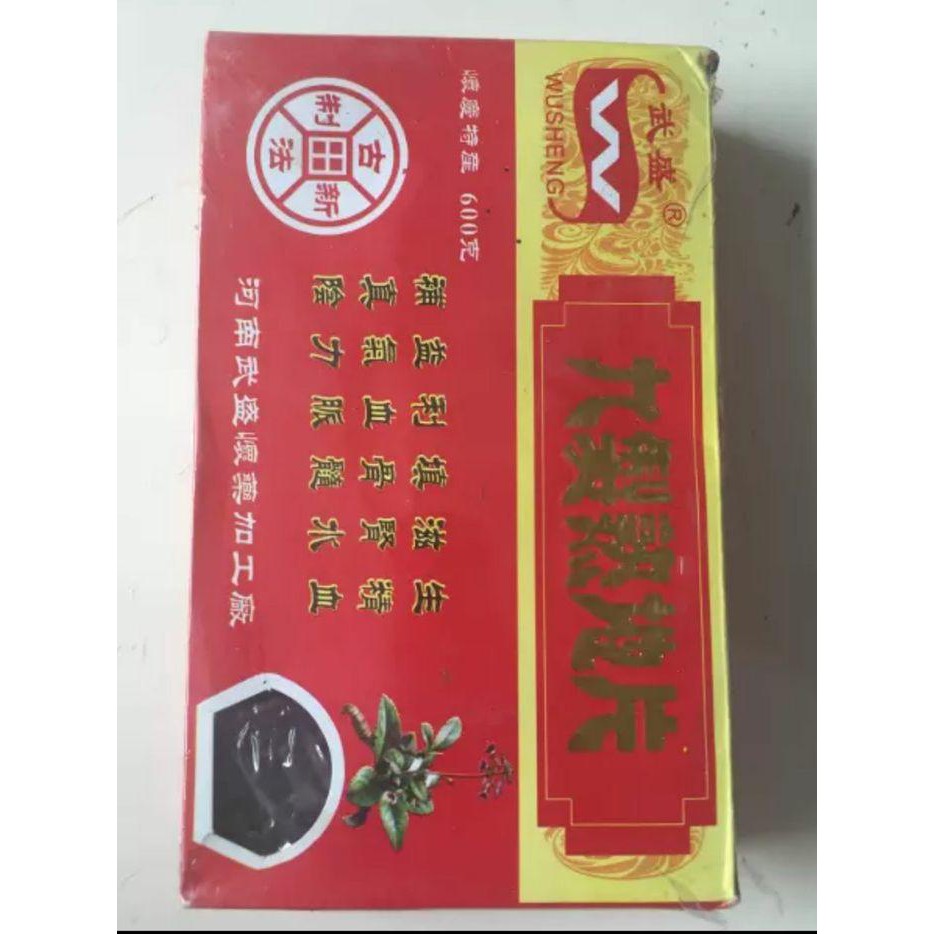 武盛®
WUSHENG
九製熟地片
懷慶特產 600克
古法新制
補真陰
益氣力
利血脈
填骨髓
滋腎水
生精血
河南武盛懷藥加工廠